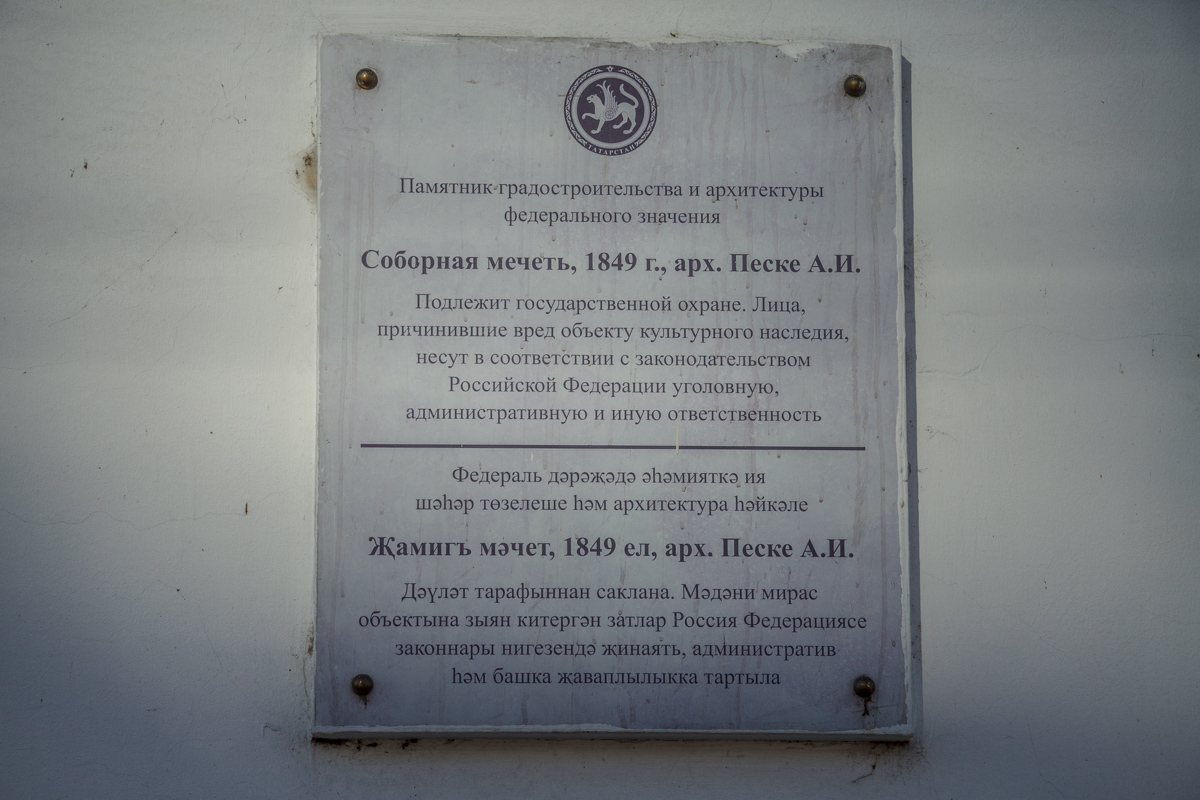 ТАТАРСТАН
Памятник градостроительства и архитектуры
федерального значения
Соборная мечеть, 1849 г., арх. Песке А.И.
Подлежит государственной охране. Лица,
причинившие вред объекту культурного наследия,
несут в соответствии с законодательством
Российской Федерации уголовную,
административную и иную ответственность
Федераль дәрәҗәдә әһәмияткә ия
шәһәр төзелеше һәм архитектура һәйкәле
Җамигъ мәчет, 1849 ел, арх. Песке А.И.
Дәүләт тарафыннан саклана. Мәдәни мирас
объектына зыян китергән затлар Россия Федерациясе
законнары нигезендә җинаять, административ
һәм башка җаваплылыкка тартыла